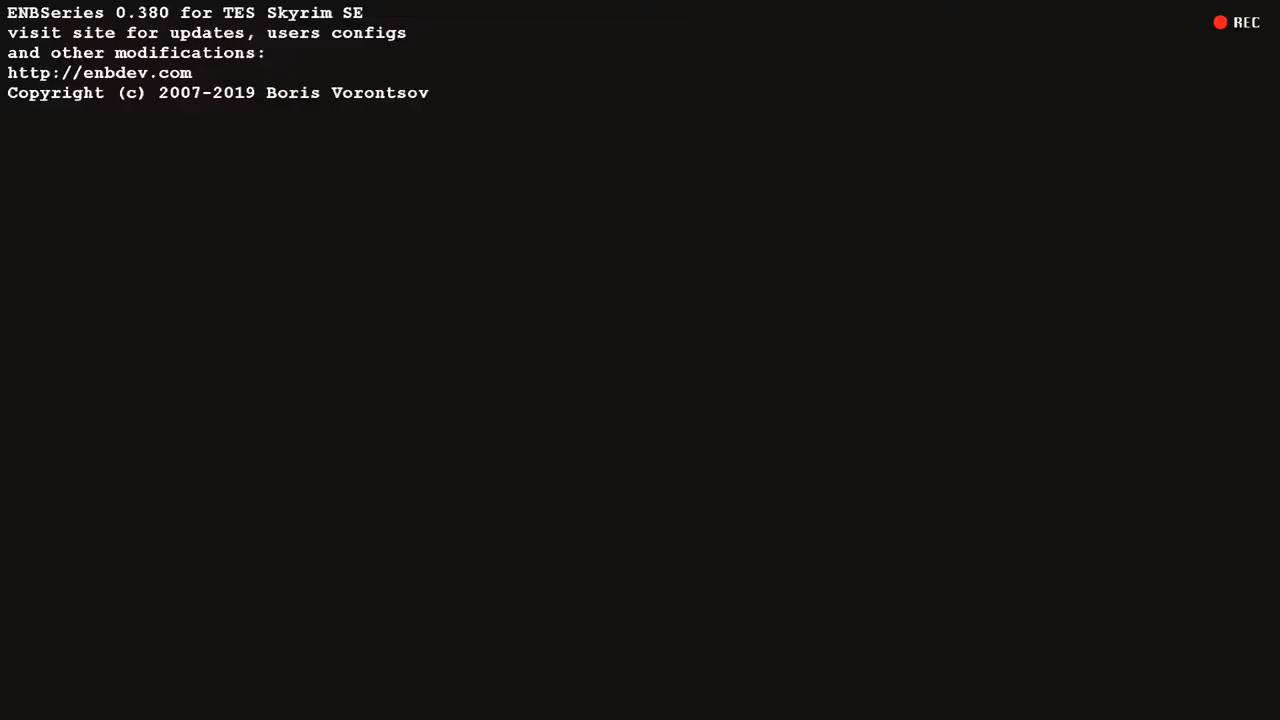 ENBSeries 0.380 for TES Skyrim SE
visit site for updates, users configs
and other modifications:
http://enbdev.com
Copyright (c) 2007-2019 Boris Vorontsov
REC